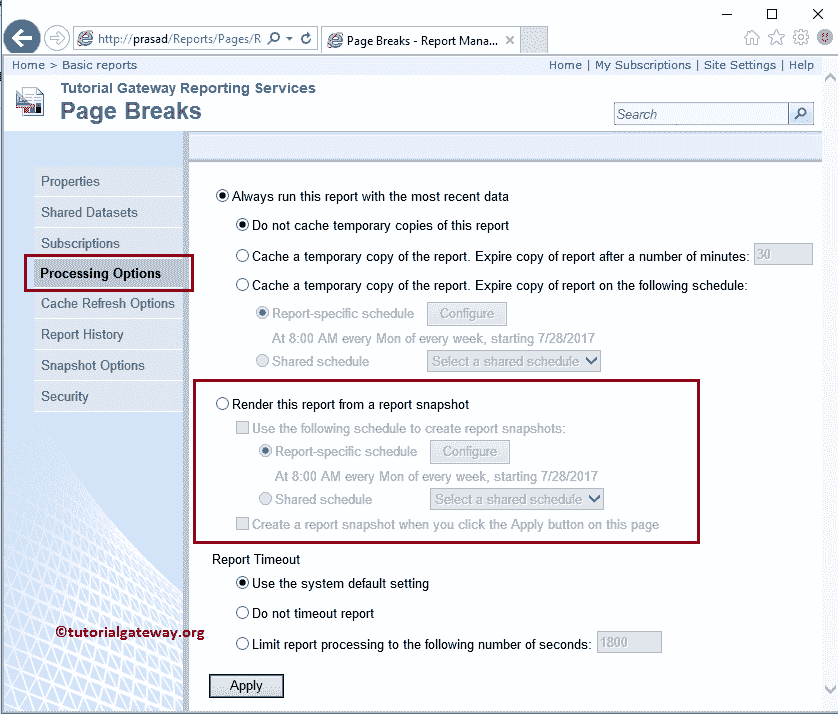 http://prasad/Reports/Pages/R
Page Breaks - Report Mana...
Home > Basic reports
Home | My Subscriptions | Site Settings | Help
Tutorial Gateway Reporting Services
Page Breaks
Search
Properties
Shared Datasets
Subscriptions
Processing Options
Cache Refresh Options
Report History
Snapshot Options
Security
Always run this report with the most recent data
Do not cache temporary copies of this report
Cache a temporary copy of the report. Expire copy of report after a number of minutes: 30
Cache a temporary copy of the report. Expire copy of report on the following schedule:
Report-specific schedule Configure
At 8:00 AM every Mon of every week, starting 7/28/2017
Shared schedule Select a shared schedule
Render this report from a report snapshot
Use the following schedule to create report snapshots:
Report-specific schedule Configure
At 8:00 AM every Mon of every week, starting 7/28/2017
Shared schedule Select a shared schedule
Create a report snapshot when you click the Apply button on this page
Report Timeout
Use the system default setting
Do not timeout report
Limit report processing to the following number of seconds: 1800
Apply
©tutorialgateway.org